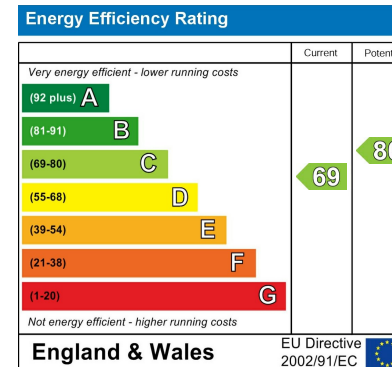 Energy Efficiency Rating
Current
Very energy efficient - lower running costs
(92 plus) A
(81-91) B
(69-80) C
(55-68) D
(39-54) E
(21-38) F
(1-20) G
69
Not energy efficient - higher running costs
England & Wales
EU Directive
2002/91/EC